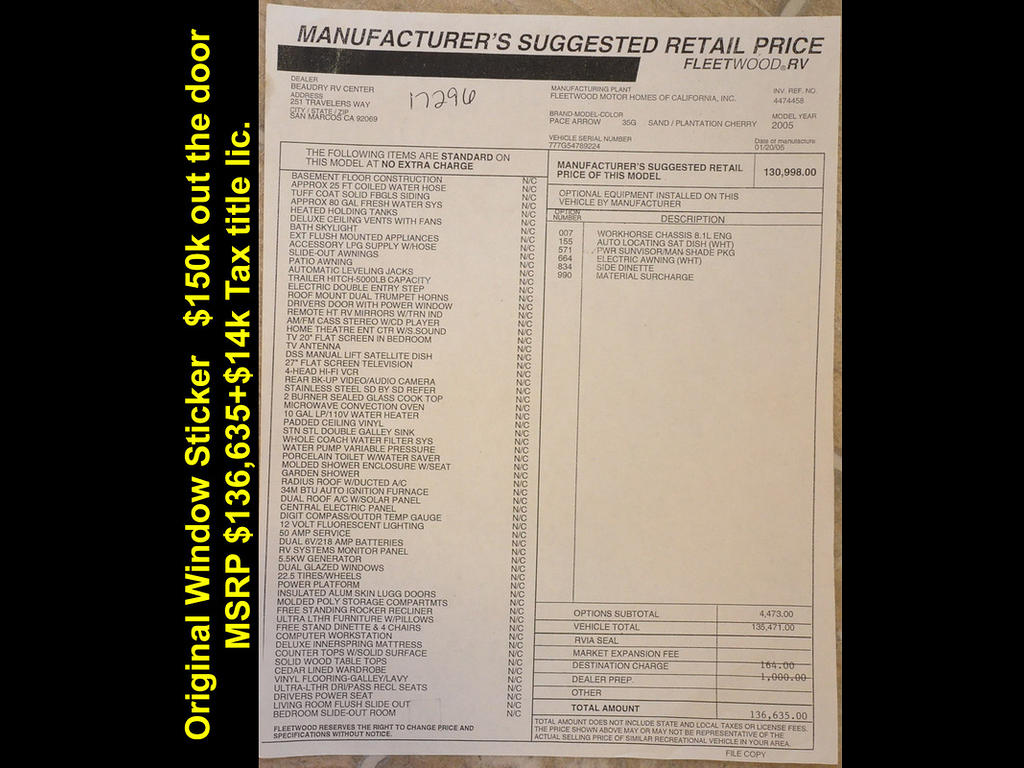 Original Window Sticker $150k out the door
MSRP $136,635+$14k Tax title lic.
MANUFACTURER'S SUGGESTED RETAIL PRICE
FLEETWOOD® RV
DEALER
BEAUDRY RV CENTER
ADDRESS
251 TRAVELERS WAY
CITY / STATE / ZIP
SAN MARCOS CA 92069
17296
MANUFACTURING PLANT
FLEETWOOD MOTOR HOMES OF CALIFORNIA, INC.
INV. REF. NO.
4474458
BRAND-MODEL-COLOR
PACE ARROW 35G SAND / PLANTATION CHERRY
MODEL YEAR
2005
VEHICLE SERIAL NUMBER
777G54789224
Date of manufacture:
01/20/05
THE FOLLOWING ITEMS ARE STANDARD ON
THIS MODEL AT NO EXTRA CHARGE
BASEMENT FLOOR CONSTRUCTION N/C
APPROX 25 FT COILED WATER HOSE N/C
TUFF COAT SOLID FBGLS SIDING N/C
APPROX 80 GAL FRESH WATER SYS N/C
HEATED HOLDING TANKS N/C
DELUXE CEILING VENTS WITH FANS N/C
BATH SKYLIGHT N/C
EXT FLUSH MOUNTED APPLIANCES N/C
ACCESSORY LPG SUPPLY W/HOSE N/C
SLIDE-OUT AWNINGS N/C
PATIO AWNING N/C
AUTOMATIC LEVELING JACKS N/C
TRAILER HITCH-5000LB CAPACITY N/C
ELECTRIC DOUBLE ENTRY STEP N/C
ROOF MOUNT DUAL TRUMPET HORNS N/C
DRIVERS DOOR WITH POWER WINDOW N/C
REMOTE HT RV MIRRORS W/TRN IND N/C
AM/FM CASS STEREO W/CD PLAYER N/C
HOME THEATRE ENT CTR W/S.SOUND N/C
TV 20" FLAT SCREEN IN BEDROOM N/C
TV ANTENNA N/C
DSS MANUAL LIFT SATELLITE DISH N/C
27" FLAT SCREEN TELEVISION N/C
4-HEAD HI-FI VCR N/C
REAR BK-UP VIDEO/AUDIO CAMERA N/C
STAINLESS STEEL SD BY SD REFER N/C
2 BURNER SEALED GLASS COOK TOP N/C
MICROWAVE CONVECTION OVEN N/C
10 GAL LP/110V WATER HEATER N/C
PADDED CEILING VINYL N/C
STN STL DOUBLE GALLEY SINK N/C
WHOLE COACH WATER FILTER SYS N/C
WATER PUMP VARIABLE PRESSURE N/C
PORCELAIN TOILET W/WATER SAVER N/C
MOLDED SHOWER ENCLOSURE W/SEAT N/C
GARDEN SHOWER N/C
RADIUS ROOF W/DUCTED A/C N/C
34M BTU AUTO IGNITION FURNACE N/C
DUAL ROOF A/C W/SOLAR PANEL N/C
CENTRAL ELECTRIC PANEL N/C
DIGIT COMPASS/OUTDR TEMP GAUGE N/C
12 VOLT FLUORESCENT LIGHTING N/C
50 AMP SERVICE N/C
DUAL 6V/218 AMP BATTERIES N/C
RV SYSTEMS MONITOR PANEL N/C
5.5KW GENERATOR N/C
DUAL GLAZED WINDOWS N/C
22.5 TIRES/WHEELS N/C
POWER PLATFORM N/C
INSULATED ALUM SKIN LUGG DOORS N/C
MOLDED POLY STORAGE COMPARTMTS N/C
FREE STANDING ROCKER RECLINER N/C
ULTRA LTHR FURNITURE W/PILLOWS N/C
FREE STAND DINETTE & 4 CHAIRS N/C
COMPUTER WORKSTATION N/C
DELUXE INNERSPRING MATTRESS N/C
COUNTER TOPS W/SOLID SURFACE N/C
SOLID WOOD TABLE TOPS N/C
CEDAR LINED WARDROBE N/C
VINYL FLOORING-GALLEY/LAVY N/C
ULTRA-LTHR DRI/PASS RECL SEATS N/C
DRIVERS POWER SEAT N/C
LIVING ROOM FLUSH SLIDE OUT N/C
BEDROOM SLIDE-OUT ROOM N/C
FLEETWOOD RESERVES THE RIGHT TO CHANGE PRICE AND
SPECIFICATIONS WITHOUT NOTICE.
MANUFACTURER'S SUGGESTED RETAIL
PRICE OF THIS MODEL 130,998.00
OPTIONAL EQUIPMENT INSTALLED ON THIS
VEHICLE BY MANUFACTURER
OPTION
NUMBER DESCRIPTION
007 WORKHORSE CHASSIS 8.1L ENG
155 AUTO LOCATING SAT DISH (WHT)
571 PWR SUNVISOR/MAN SHADE PKG
664 ELECTRIC AWNING (WHT)
834 SIDE DINETTE
990 MATERIAL SURCHARGE
OPTIONS SUBTOTAL 4,473.00
VEHICLE TOTAL 135,471.00
RVIA SEAL
MARKET EXPANSION FEE
DESTINATION CHARGE 164.00
DEALER PREP. 1,000.00
OTHER
TOTAL AMOUNT 136,635.00
TOTAL AMOUNT DOES NOT INCLUDE STATE AND LOCAL TAXES OR LICENSE FEES.
THE PRICE SHOWN ABOVE MAY OR MAY NOT BE REPRESENTATIVE OF THE
ACTUAL SELLING PRICE OF SIMILAR RECREATIONAL VEHICLE IN YOUR AREA.
FILE COPY